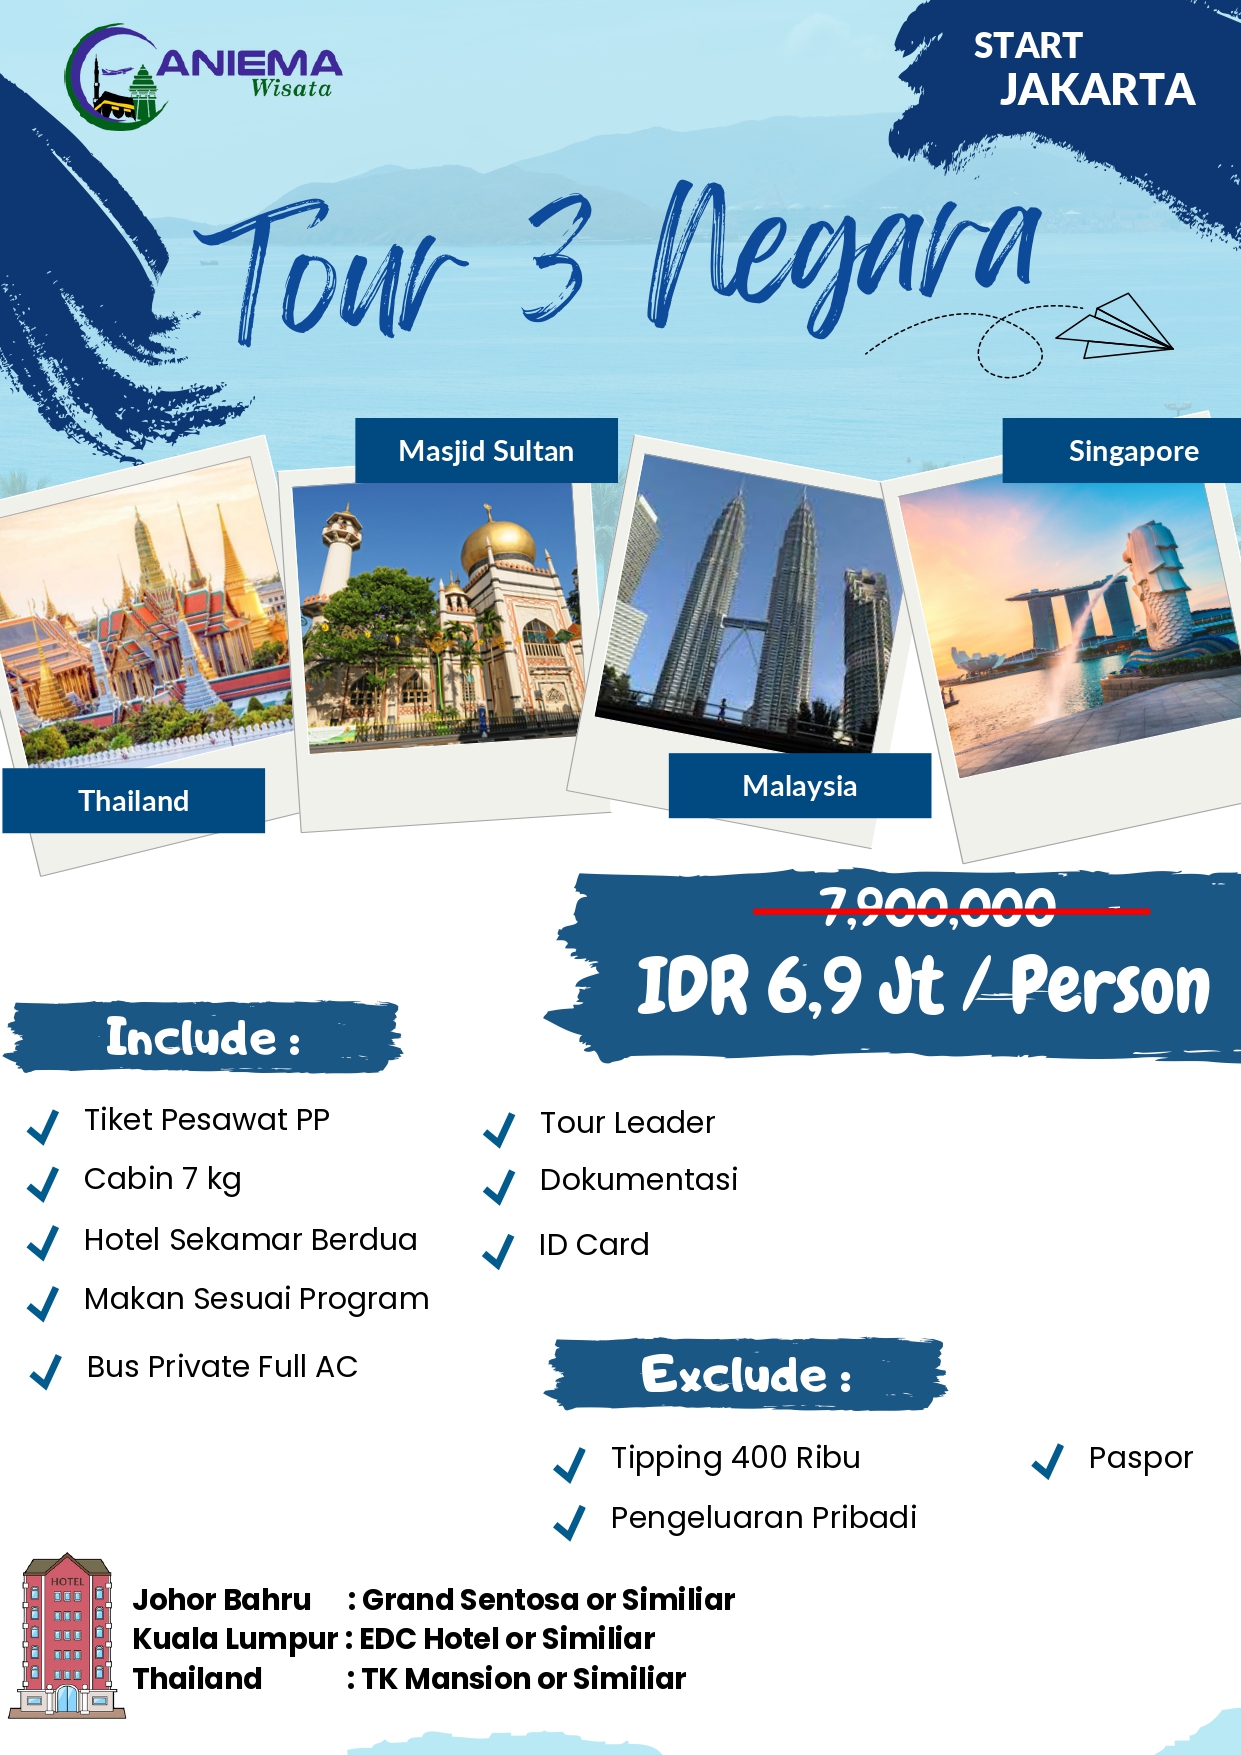 ANIEMA
Wisata
START
JAKARTA
Tour 3 Negara
Masjid Sultan
Singapore
Thailand
Malaysia
7,900,000
IDR 6,9 Jt / Person
Include :
Tiket Pesawat PP
Cabin 7 kg
Hotel Sekamar Berdua
Makan Sesuai Program
Bus Private Full AC
Tour Leader
Dokumentasi
ID Card
Exclude :
Tipping 400 Ribu
Pengeluaran Pribadi
Paspor
HOTEL
Johor Bahru : Grand Sentosa or Similiar
Kuala Lumpur : EDC Hotel or Similiar
Thailand : TK Mansion or Similiar